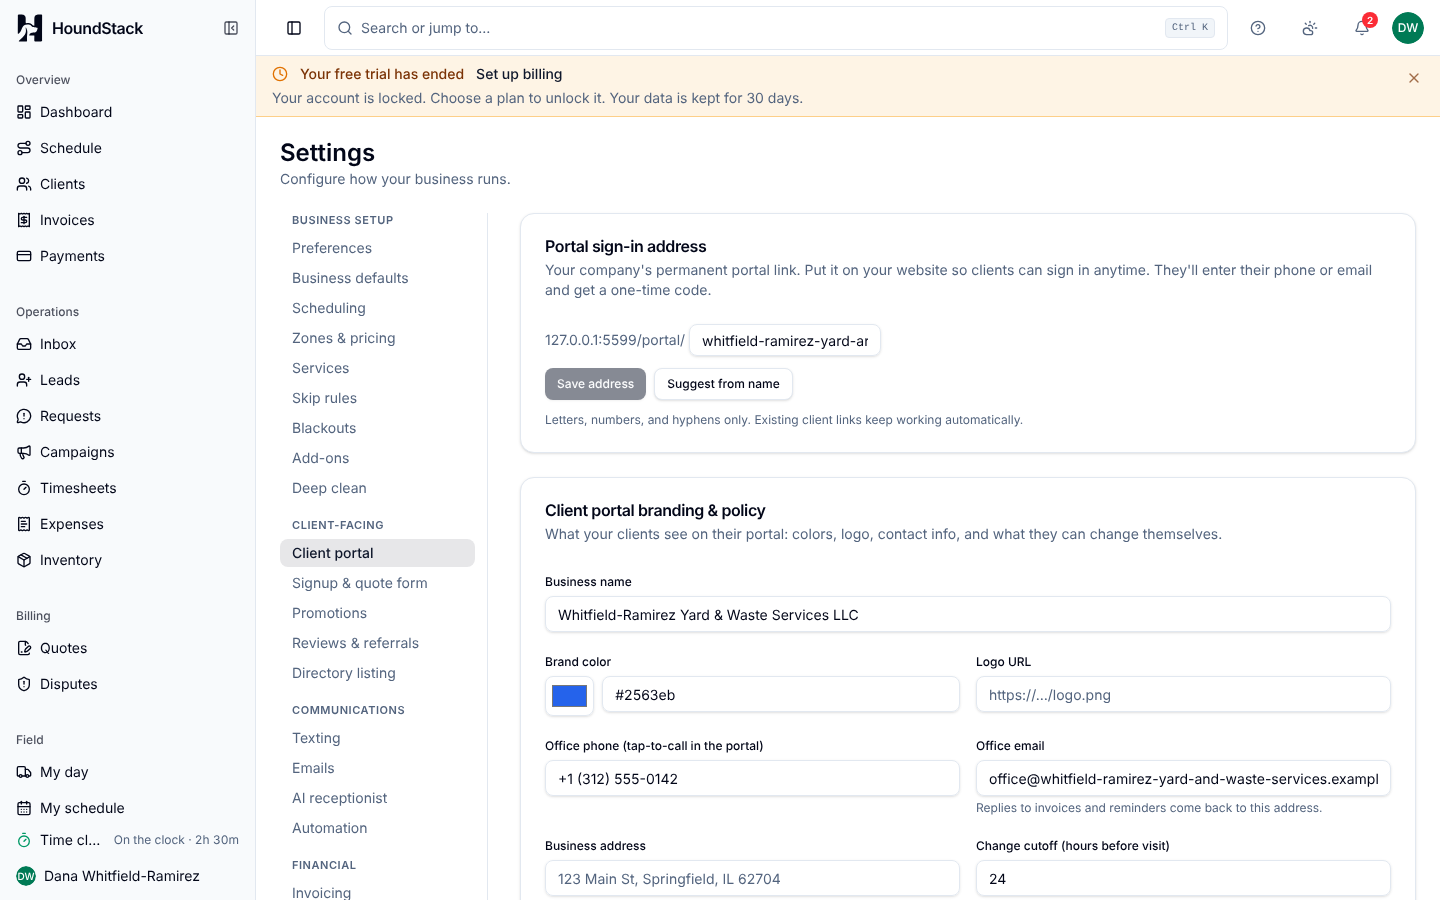 HoundStack
Search or jump to...
Ctrl K
2
DW
Your free trial has ended Set up billing
Your account is locked. Choose a plan to unlock it. Your data is kept for 30 days.
Overview
Dashboard
Schedule
Clients
Invoices
Payments
Operations
Inbox
Leads
Requests
Campaigns
Timesheets
Expenses
Inventory
Billing
Quotes
Disputes
Field
My day
My schedule
Time cl... On the clock · 2h 30m
DW Dana Whitfield-Ramirez
Settings
Configure how your business runs.
BUSINESS SETUP
Preferences
Business defaults
Scheduling
Zones & pricing
Services
Skip rules
Blackouts
Add-ons
Deep clean
CLIENT-FACING
Client portal
Signup & quote form
Promotions
Reviews & referrals
Directory listing
COMMUNICATIONS
Texting
Emails
AI receptionist
Automation
FINANCIAL
Invoicing
Portal sign-in address
Your company's permanent portal link. Put it on your website so clients can sign in anytime. They'll enter their phone or email
and get a one-time code.
127.0.0.1:5599/portal/ whitfield-ramirez-yard-ar
Save address Suggest from name
Letters, numbers, and hyphens only. Existing client links keep working automatically.
Client portal branding & policy
What your clients see on their portal: colors, logo, contact info, and what they can change themselves.
Business name
Whitfield-Ramirez Yard & Waste Services LLC
Brand color
#2563eb
Logo URL
https://.../logo.png
Office phone (tap-to-call in the portal)
+1 (312) 555-0142
Office email
office@whitfield-ramirez-yard-and-waste-services.exampl
Replies to invoices and reminders come back to this address.
Business address
123 Main St, Springfield, IL 62704
Change cutoff (hours before visit)
24